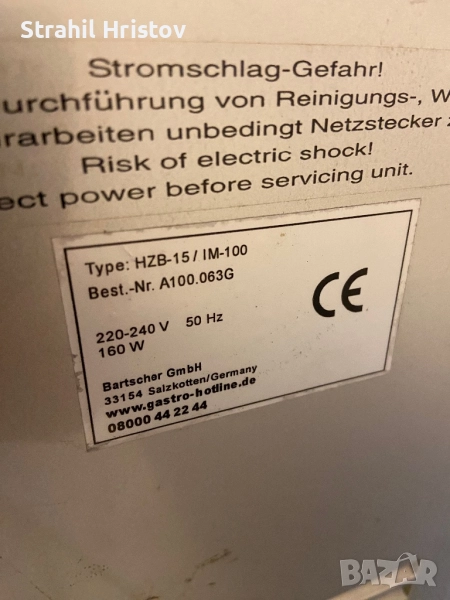 Strahil Hristov
Stromschlag-Gefahr!
urchführung von Reinigungs-, W
rarbeiten unbedingt Netzstecker z
Risk of electric shock!
ect power before servicing unit.
Type: HZB-15 / IM-100
Best.-Nr. A100.063G
220-240 V 50 Hz
160 W
CE
Bartscher GmbH
33154 Salzkotten/Germany
www.gastro-hotline.de
08000 44 22 44
BAZAR.bg